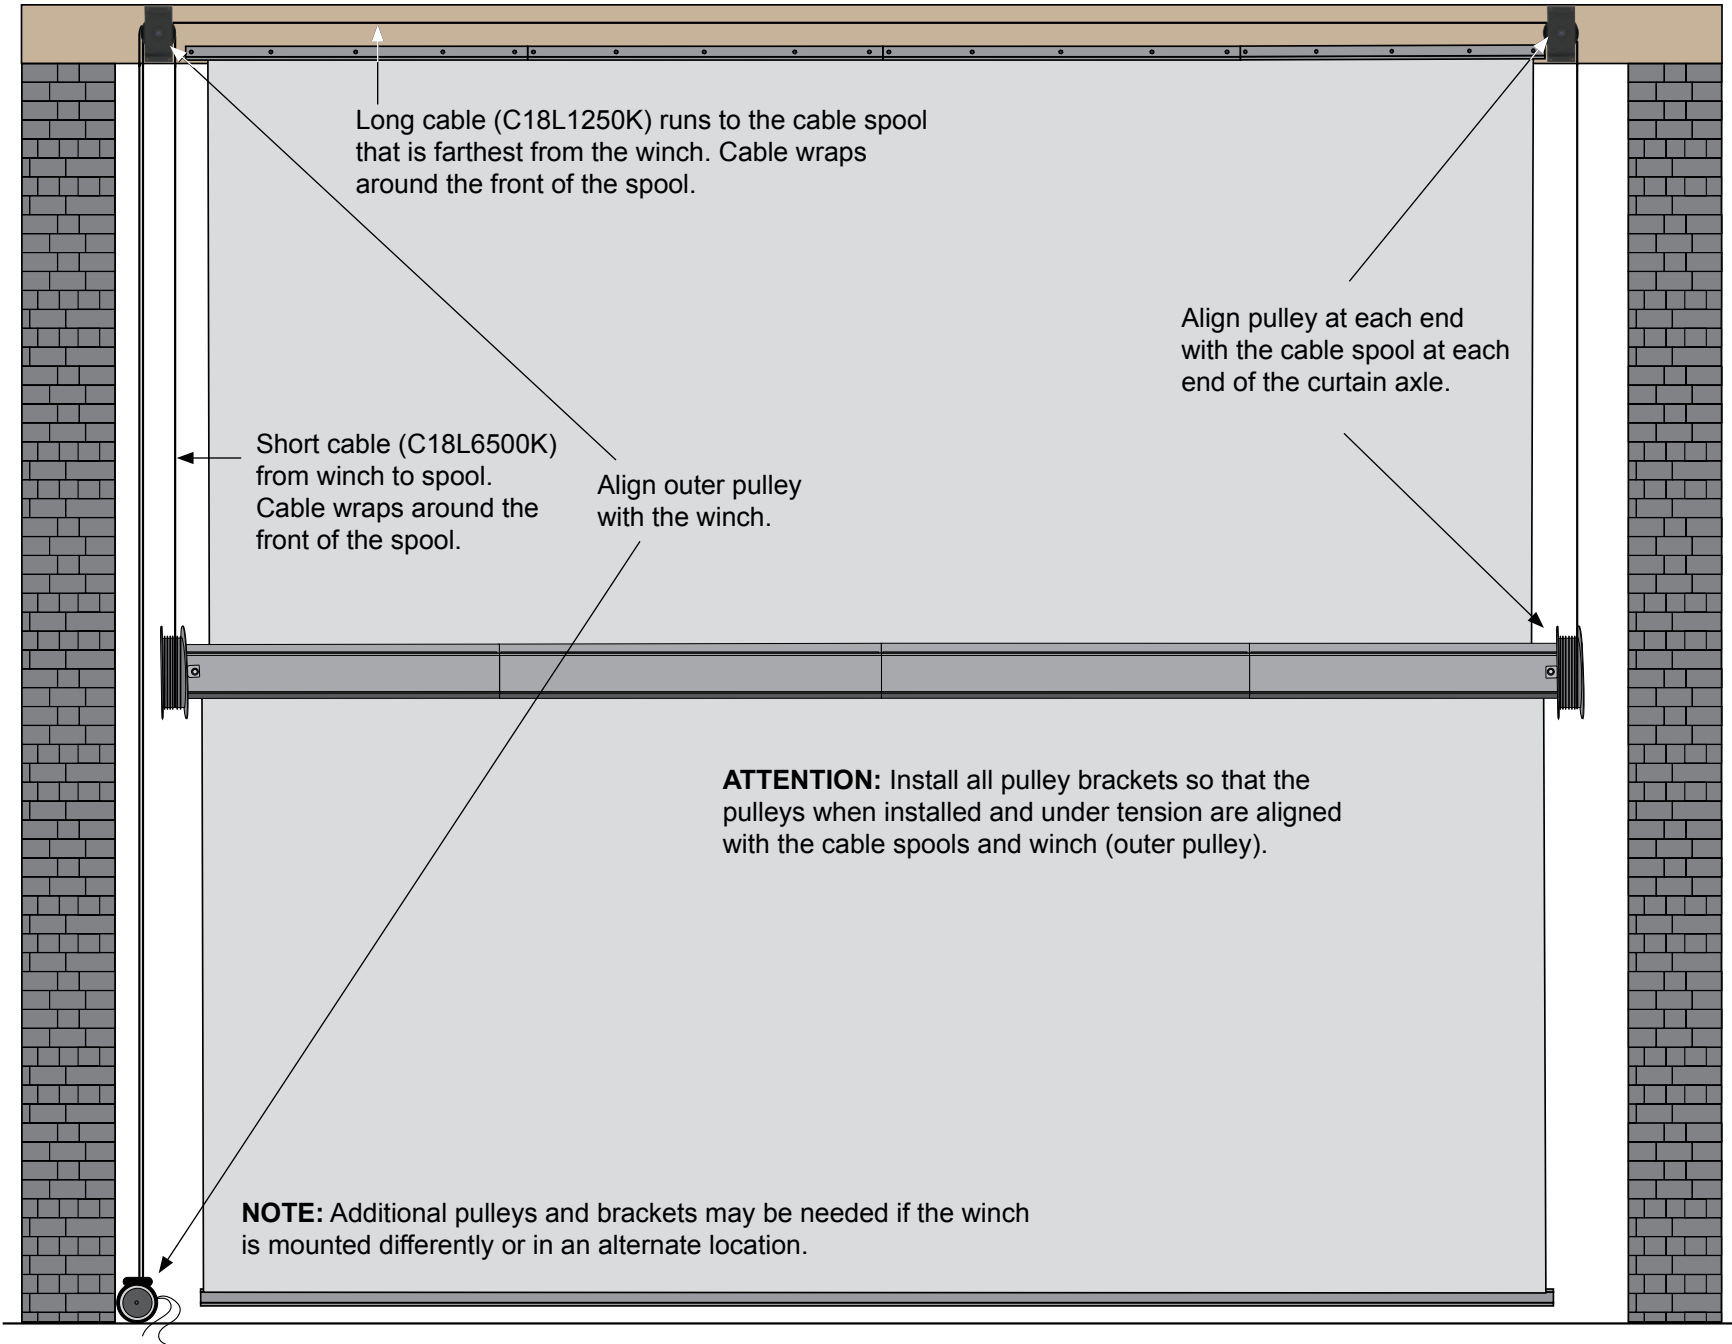 Long cable (C18L1250K) runs to the cable spool
that is farthest from the winch. Cable wraps
around the front of the spool.
Align pulley at each end
with the cable spool at each
end of the curtain axle.
Short cable (C18L6500K)
from winch to spool.
Cable wraps around the
front of the spool.
Align outer pulley
with the winch.
ATTENTION: Install all pulley brackets so that the
pulleys when installed and under tension are aligned
with the cable spools and winch (outer pulley).
NOTE: Additional pulleys and brackets may be needed if the winch
is mounted differently or in an alternate location.